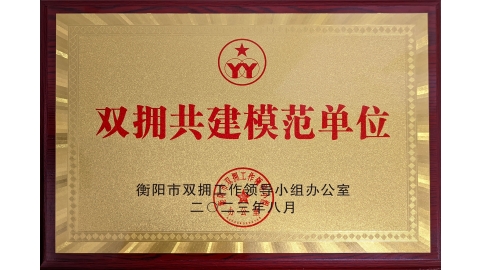 YY
双拥共建模范单位
衡阳市双拥工作领导小组办公室
二〇二三年八月